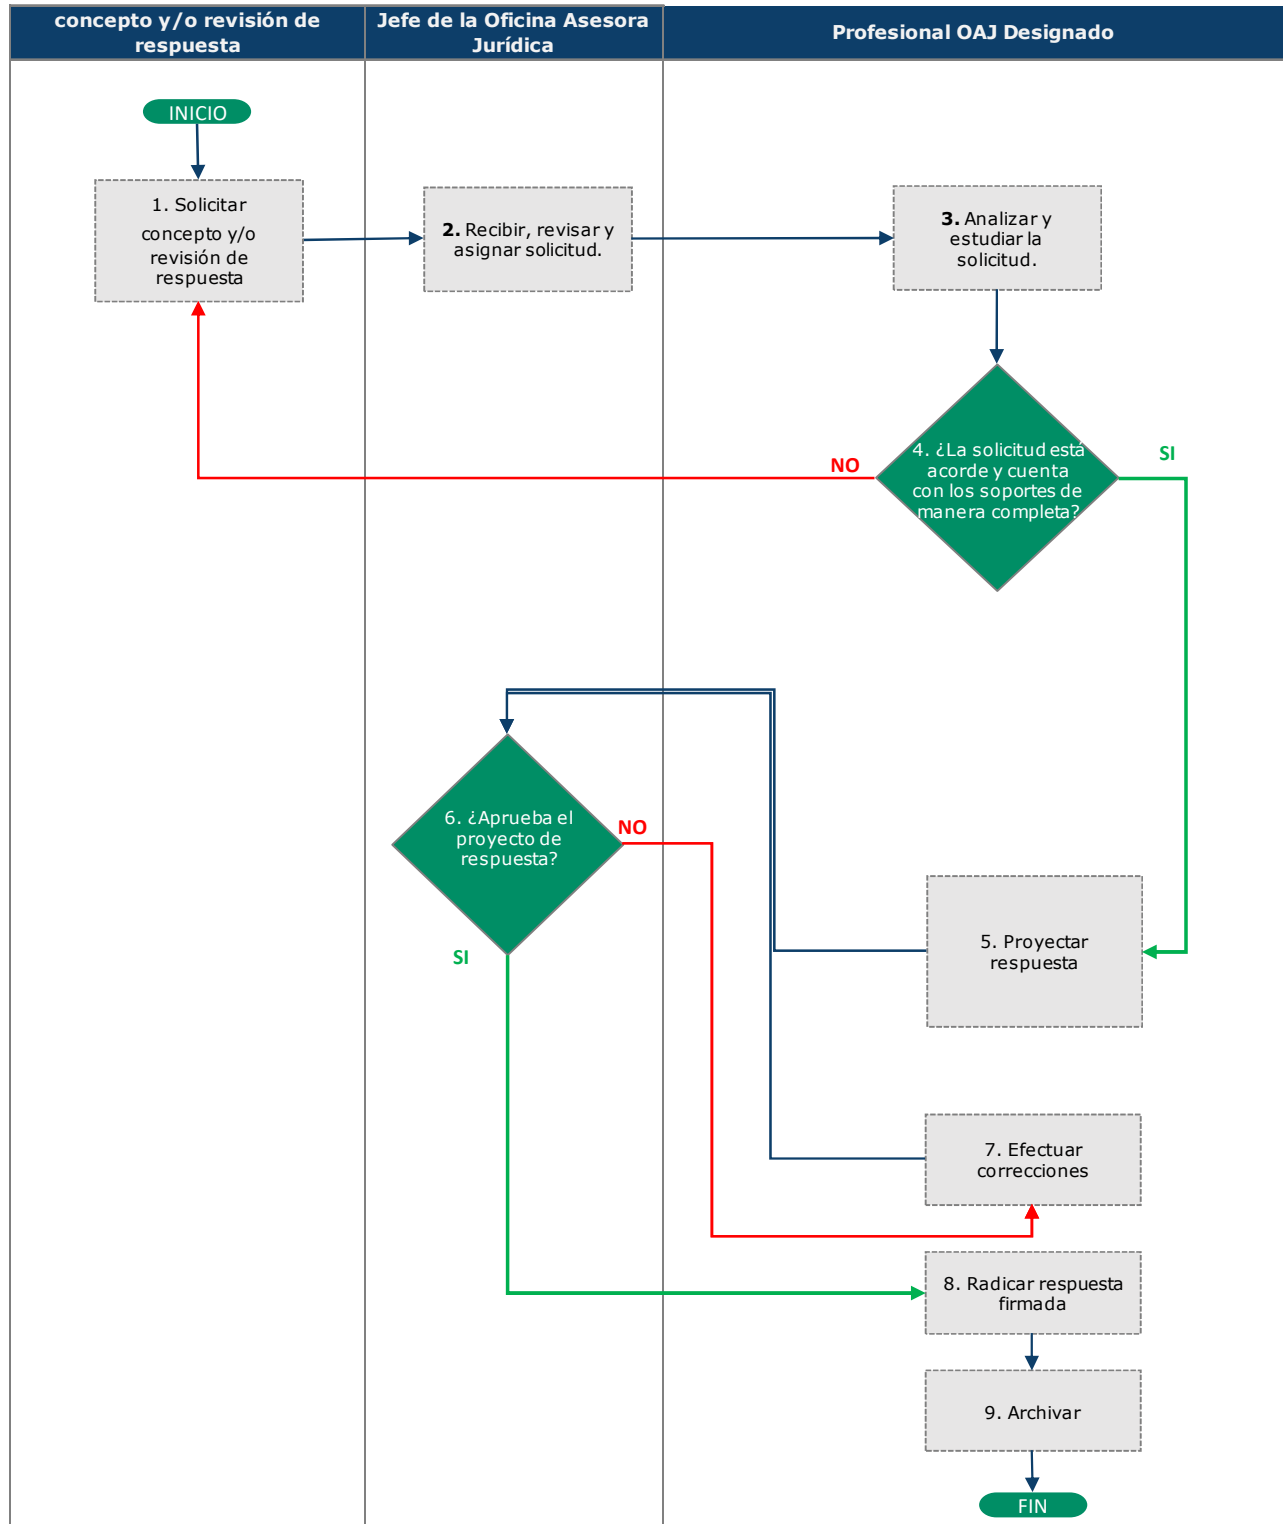 concepto y/o revisión de
respuesta
Jefe de la Oficina Asesora
Jurídica
Profesional OAJ Designado
INICIO
1. Solicitar
concepto y/o
revisión de
respuesta
2. Recibir, revisar y
asignar solicitud.
3. Analizar y
estudiar la
solicitud.
4. ¿La solicitud está
acorde y cuenta
con los soportes de
manera completa?
NO
SI
6. ¿Aprueba el
proyecto de
respuesta?
NO
SI
5. Proyectar
respuesta
7. Efectuar
correcciones
8. Radicar respuesta
firmada
9. Archivar
FIN